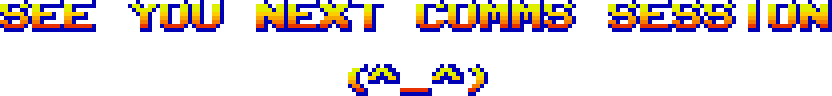 SEE YOU NEXT COMMS SESSION
(^_^)